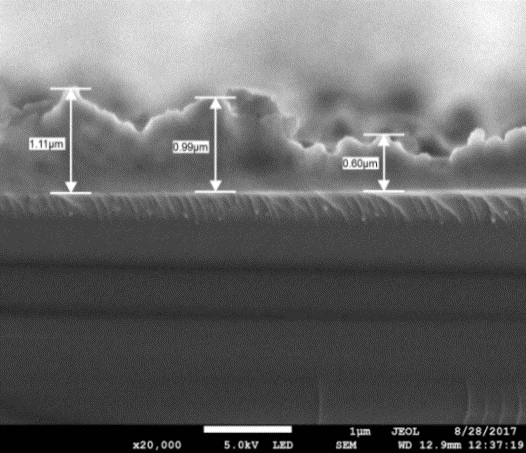 1.11µm
0.99µm
0.60µm
1µm JEOL 8/28/2017
x20,000 5.0kV LED SEM WD 12.9mm 12:37:19